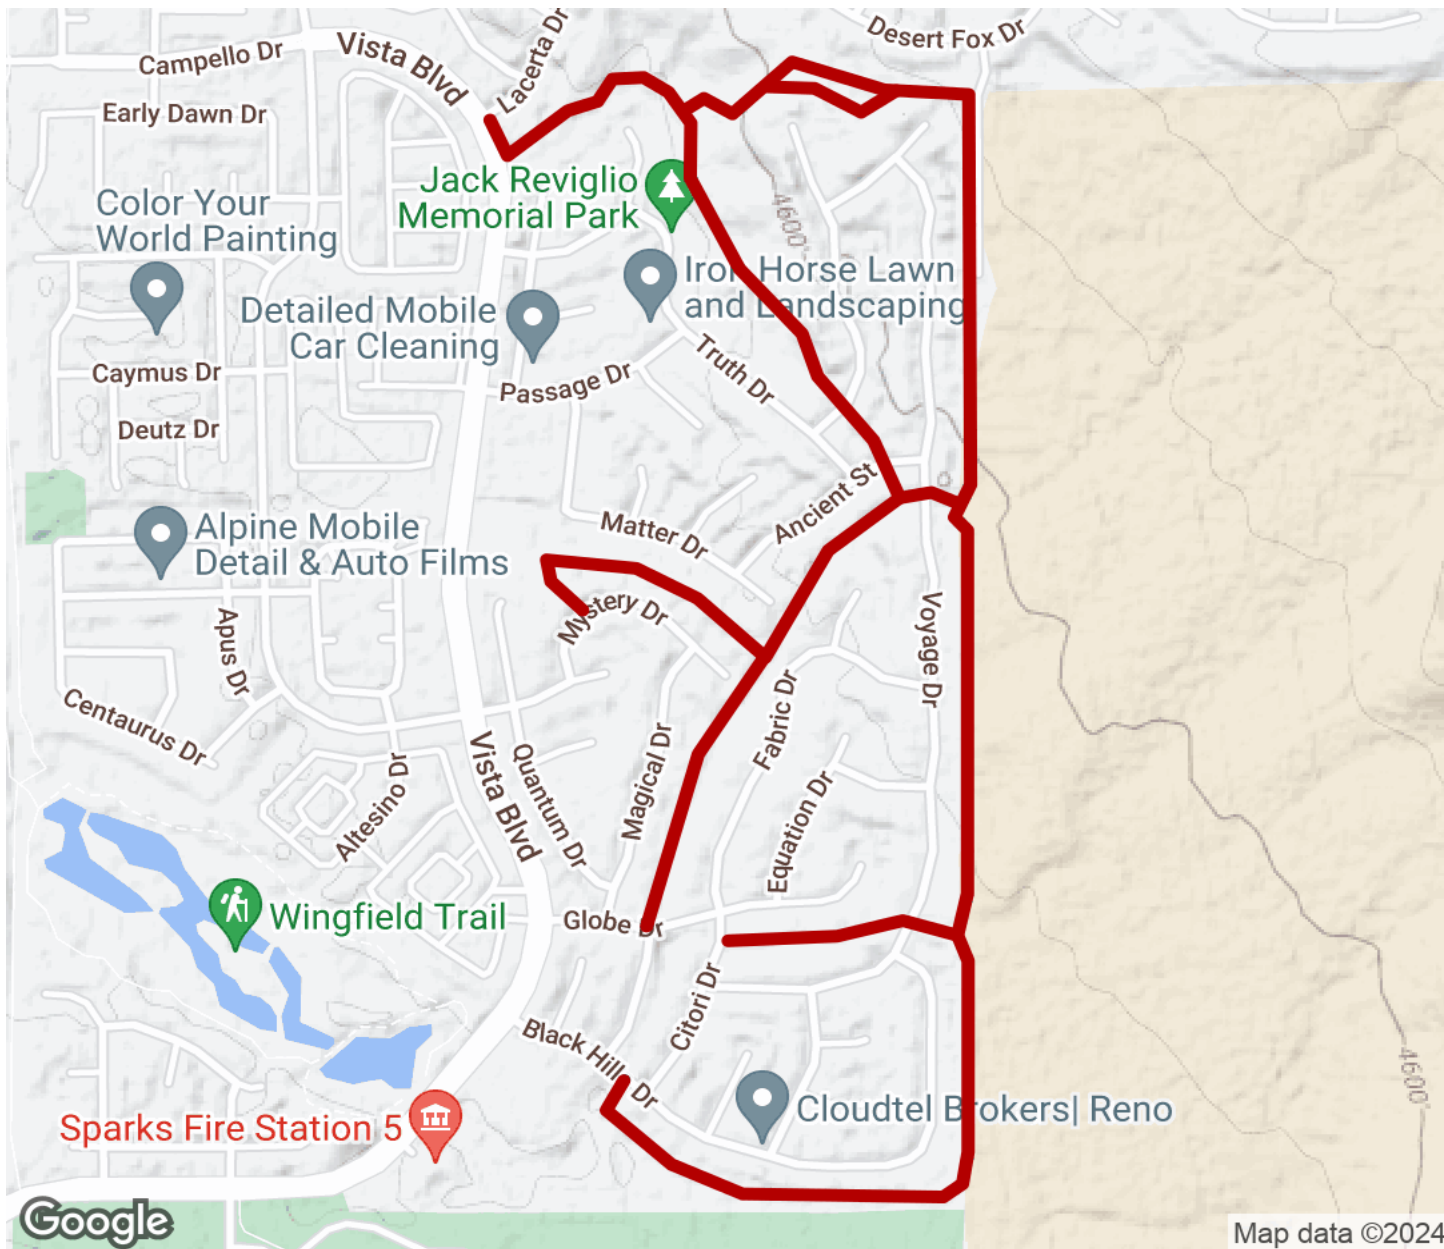 Desert Fox Dr
Lacerta Dr
Campello Dr
Vista Blvd
Early Dawn Dr
Jack Reviglio
Memorial Park
Color Your
World Painting
4600'
Iron Horse Lawn
and Landscaping
Detailed Mobile
Car Cleaning
Truth Dr
Caymus Dr
Passage Dr
Deutz Dr
Ancient St
Matter Dr
Alpine Mobile
Detail & Auto Films
Mystery Dr
Apus Dr
Voyage Dr
Fabric Dr
Centaurus Dr
Magical Dr
Vista Blvd
Quantum Dr
Altesino Dr
Equation Dr
Wingfield Trail
Globe Dr
Citori Dr
Black Hills Dr
4600'
Cloudtel Brokers| Reno
Sparks Fire Station 5
Google
Map data ©2024